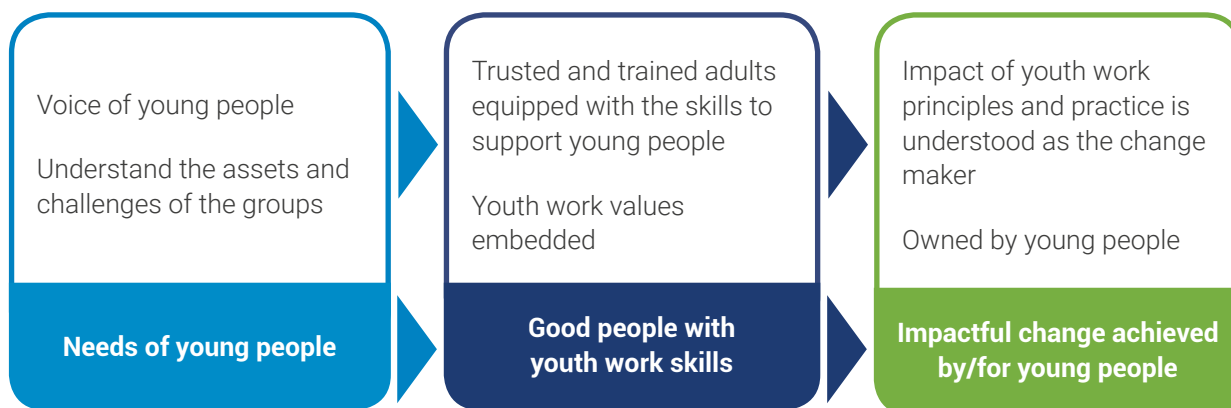 Voice of young people
Understand the assets and
challenges of the groups
Needs of young people
Trusted and trained adults
equipped with the skills to
support young people
Youth work values
embedded
Good people with
youth work skills
Impact of youth work
principles and practice is
understood as the change
maker
Owned by young people
Impactful change achieved
by/for young people